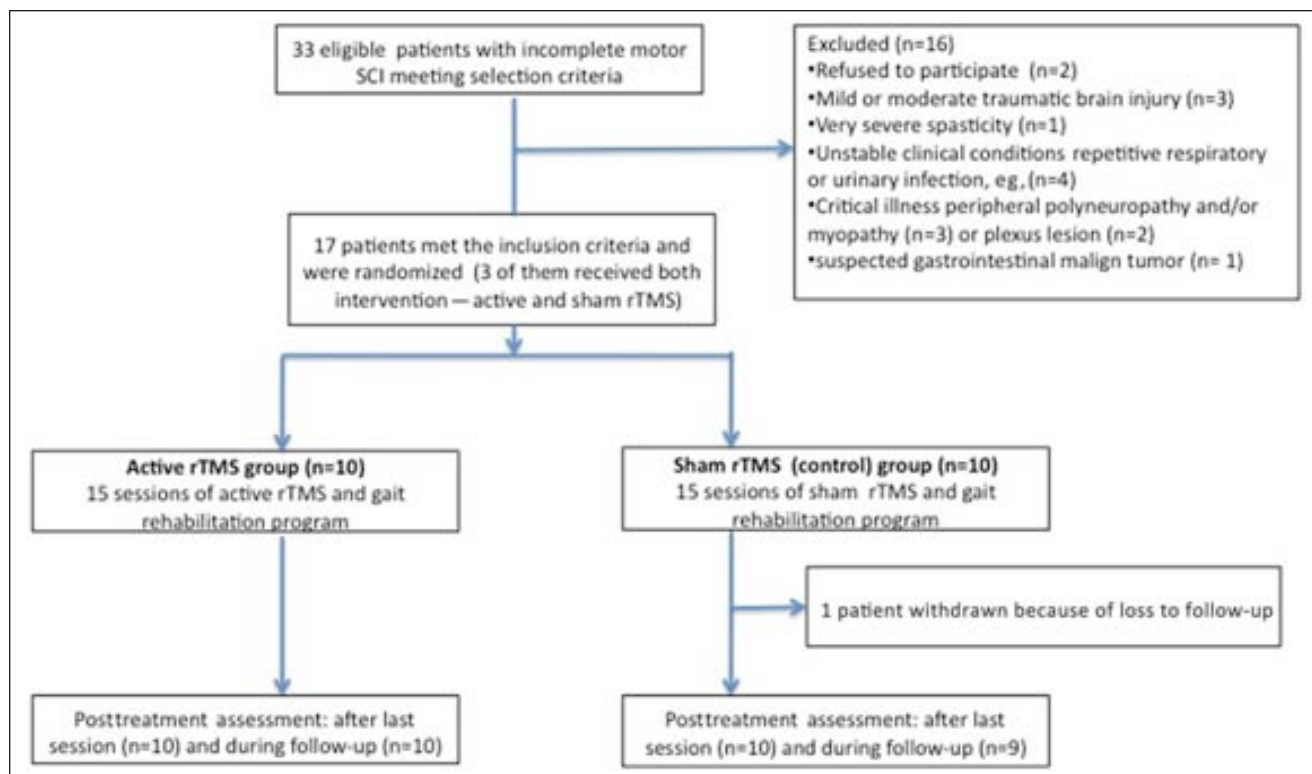 33 eligible patients with incomplete motor
SCI meeting selection criteria
Excluded (n=16)
•Refused to participate (n=2)
•Mild or moderate traumatic brain injury (n=3)
•Very severe spasticity (n=1)
•Unstable clinical conditions repetitive respiratory
or urinary infection, eg, (n=4)
•Critical illness peripheral polyneuropathy and/or
myopathy (n=3) or plexus lesion (n=2)
•suspected gastrointestinal malign tumor (n= 1)
17 patients met the inclusion criteria and
were randomized (3 of them received both
intervention — active and sham rTMS)
Active rTMS group (n=10)
15 sessions of active rTMS and gait
rehabilitation program
Sham rTMS (control) group (n=10)
15 sessions of sham rTMS and gait
rehabilitation program
1 patient withdrawn because of loss to follow-up
Posttreatment assessment: after last
session (n=10) and during follow-up (n=10)
Posttreatment assessment: after last
session (n=10) and during follow-up (n=9)